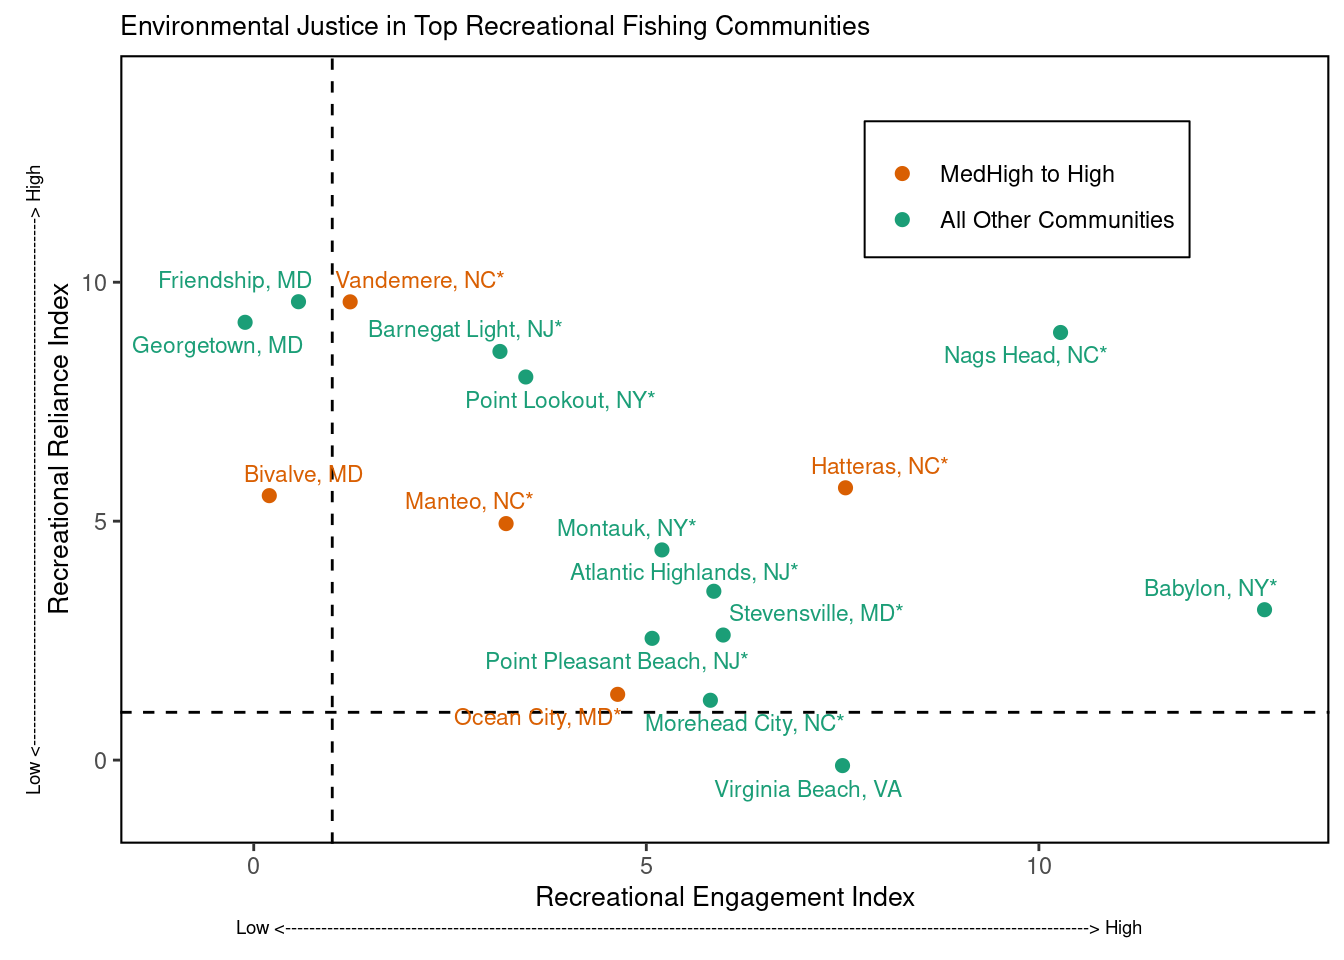 Environmental Justice in Top Recreational Fishing Communities
MedHigh to High
All Other Communities
Friendship, MD
Vandemere, NC*
Georgetown, MD
Barnegat Light, NJ*
Point Lookout, NY*
Nags Head, NC*
Bivalve, MD
Manteo, NC*
Hatteras, NC*
Montauk, NY*
Atlantic Highlands, NJ*
Babylon, NY*
Stevensville, MD*
Point Pleasant Beach, NJ*
Ocean City, MD*
Morehead City, NC*
Virginia Beach, VA
10
5
0
0
5
10
Recreational Reliance Index
Low <--------------------------------------------------------------------------------------------> High
Recreational Engagement Index
Low <--------------------------------------------------------------------------------------------------------------------------------------> High